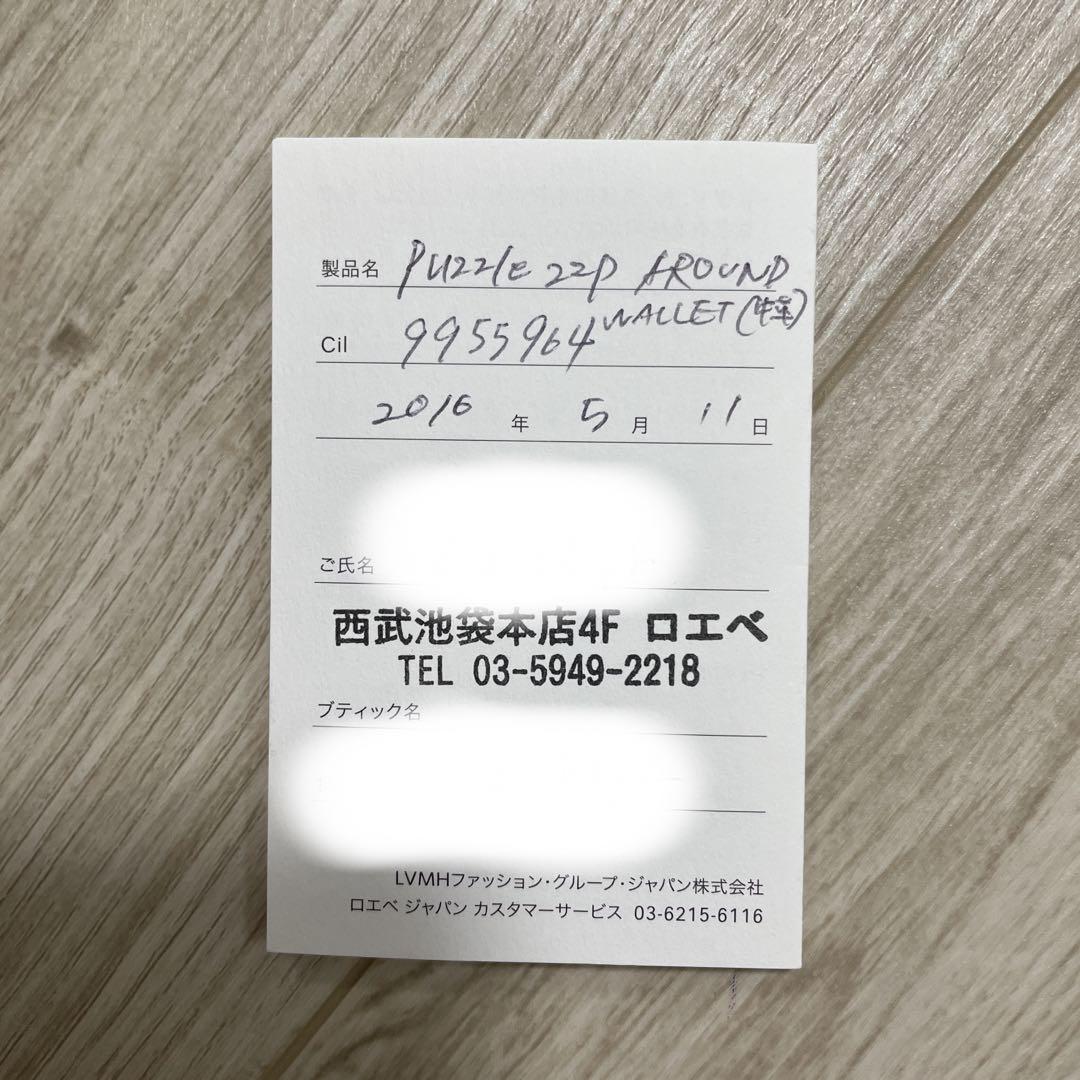 製品名 PUZZLE ZZP AROUND
WALLET (牛革)
Cil 9955964
2016 年 5 月 11 日
ご氏名
西武池袋本店4F ロエベ
TEL 03-5949-2218
ブティック名
LVMHファッション・グループ・ジャパン株式会社
ロエベ ジャパン カスタマーサービス 03-6215-6116